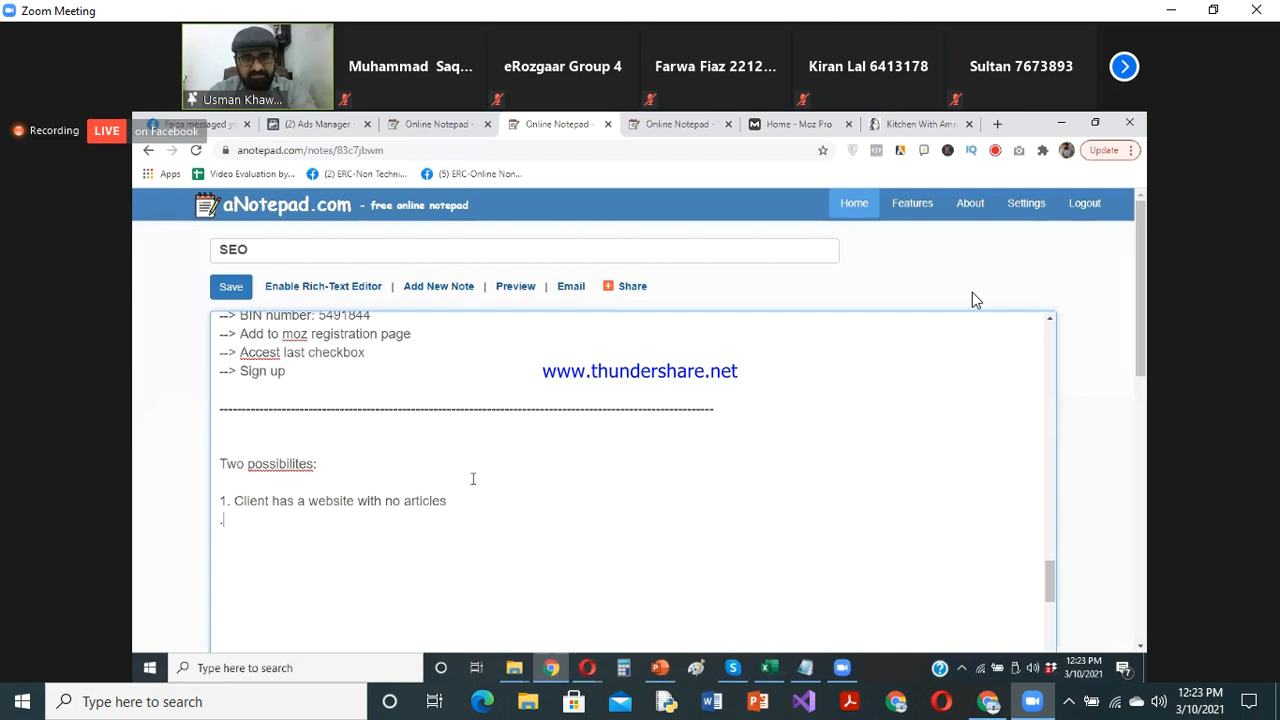 Zoom Meeting
Usman Khaw...
Muhammad Saq...
eRozgaar Group 4
Farwa Fiaz 2212...
Kiran Lal 6413178
Sultan 7673893
Recording
LIVE
on Facebook
Faiza messaged y
(2) Ads Manager -
Online Notepad -
Online Notepad -
Online Notepad -
Home - Moz Pro
Kitchen With Amr
anotepad.com/notes/83c7jbwm
Update
Apps
Video Evaluation by...
(2) ERC-Non Techni...
(5) ERC-Online Non...
aNotepad.com - free online notepad
Home
Features
About
Settings
Logout
SEO
Save
Enable Rich-Text Editor | Add New Note | Preview | Email
Share
--> BIN number: 5491844
--> Add to moz registration page
--> Accest last checkbox
--> Sign up
www.thundershare.net
Two possibilites:
1. Client has a website with no articles
.
Type here to search
12:23 PM
3/10/2021
7
Type here to search
12:23 PM
3/10/2021